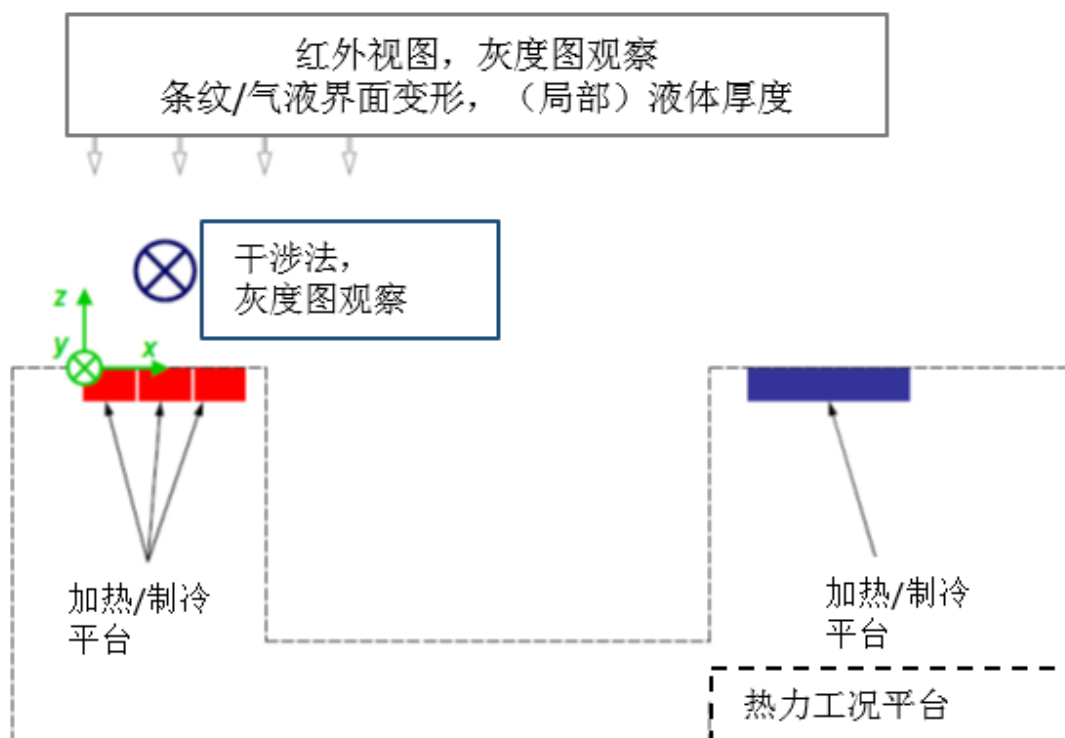 红外视图，灰度图观察
条纹/气液界面变形，（局部）液体厚度
干涉法，
灰度图观察
z
y
x
加热/制冷
平台
加热/制冷
平台
热力工况平台